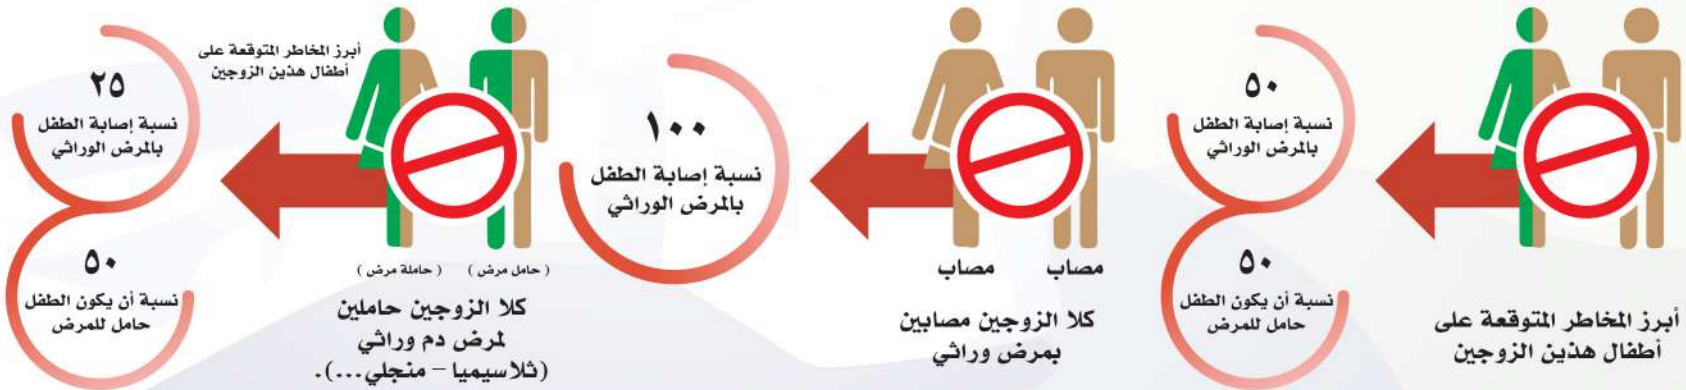 أبرز المخاطر المتوقعة على
أطفال هذين الزوجين
٥٠
نسبة إصابة الطفل
بالمرض الوراثي
٥٠
نسبة أن يكون الطفل
حامل للمرض
مصاب
مصاب
كلا الزوجين مصابين
بمرض وراثي
١٠٠
نسبة إصابة الطفل
بالمرض الوراثي
أبرز المخاطر المتوقعة على
أطفال هذين الزوجين
(حامل مرض)
(حاملة مرض)
كلا الزوجين حاملين
لمرض دم وراثي
(ثلاسيميا – منجلي...).
٢٥
نسبة إصابة الطفل
بالمرض الوراثي
٥٠
نسبة أن يكون الطفل
حامل للمرض